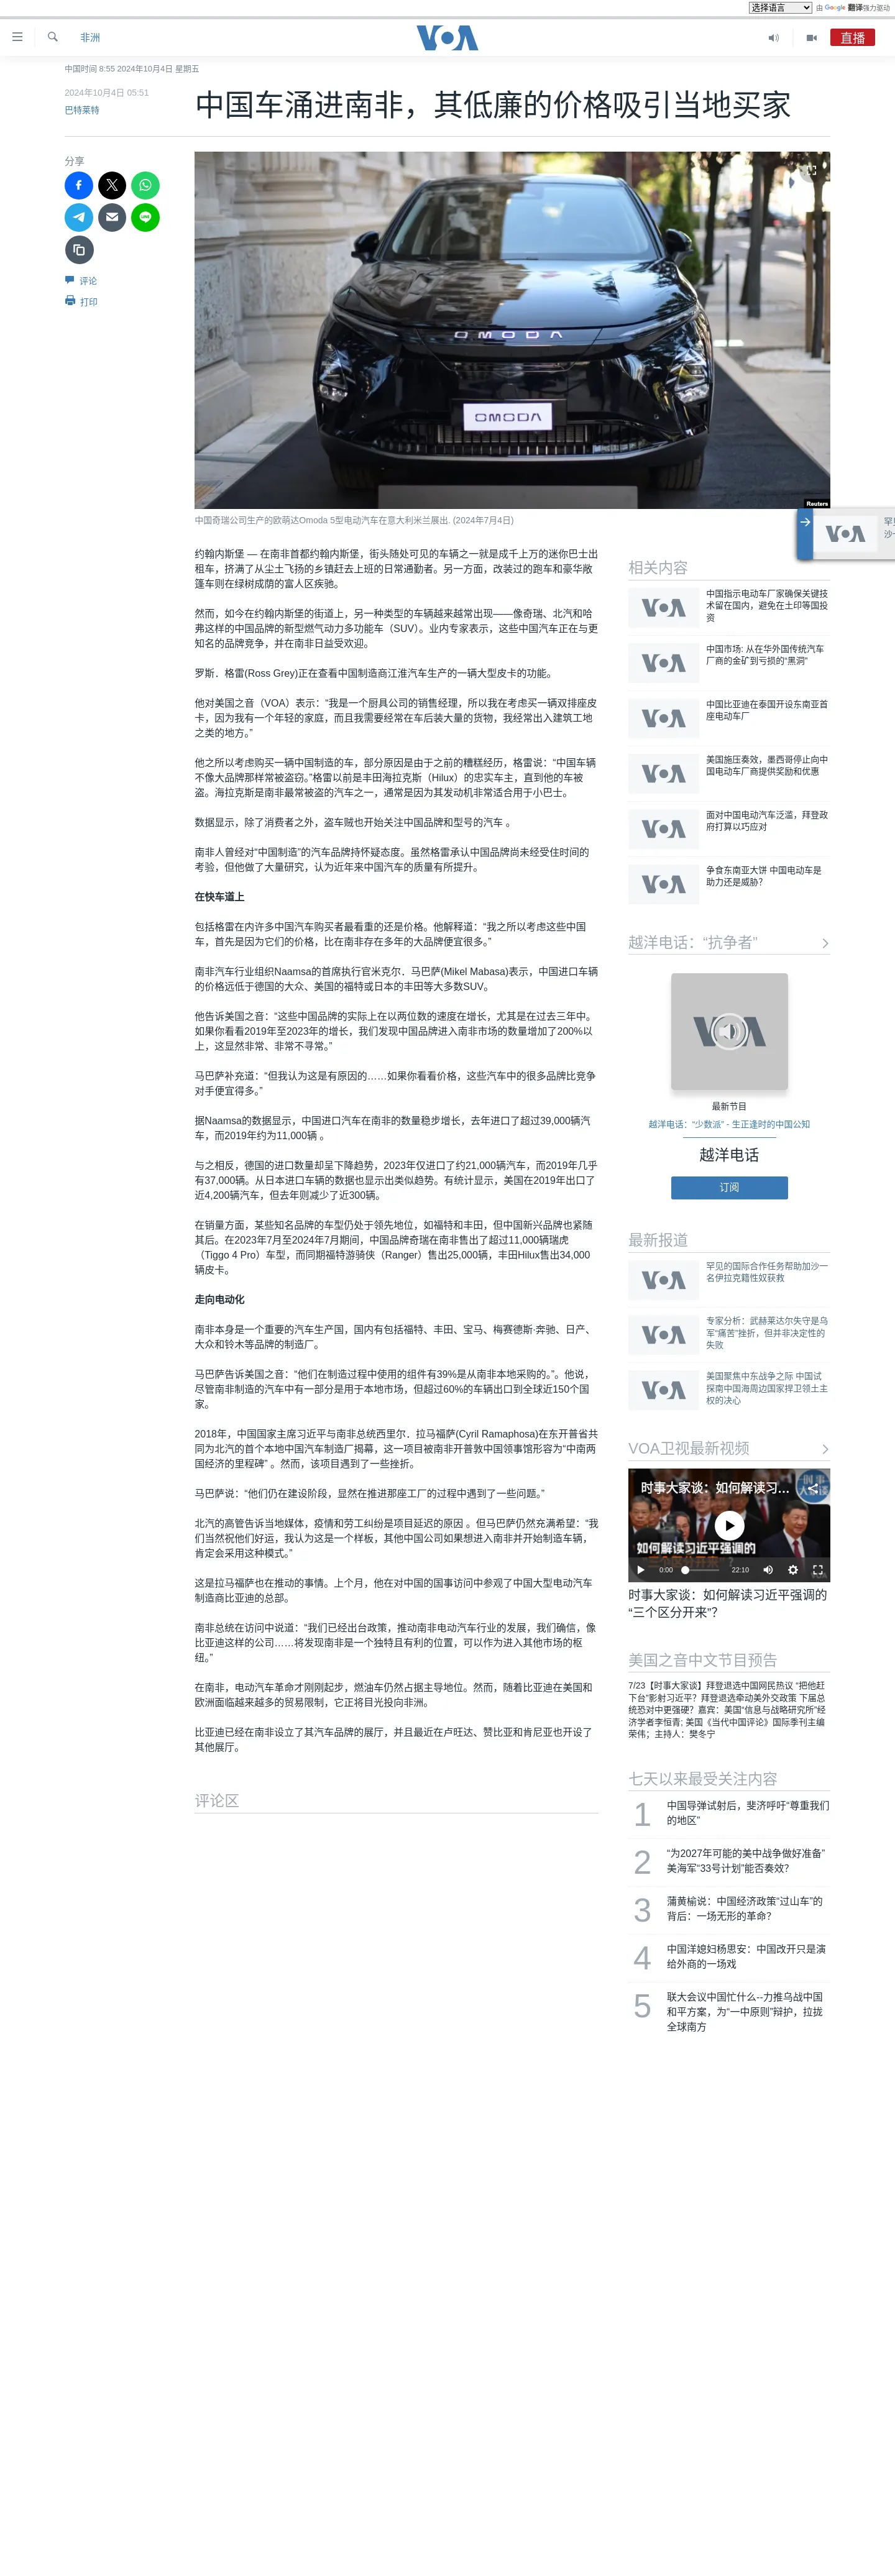 选择语言
由 Google 翻译强力驱动
非洲
VOA
直播
中国时间 8:55 2024年10月4日 星期五
2024年10月4日 05:51
巴特莱特
中国车涌进南非，其低廉的价格吸引当地买家
分享
LINE
评论
打印
OMODA
OMODA
Reuters
中国奇瑞公司生产的欧萌达Omoda 5型电动汽车在意大利米兰展出. (2024年7月4日)
约翰内斯堡 — 在南非首都约翰内斯堡，街头随处可见的车辆之一就是成千上万的迷你巴士出
租车，挤满了从尘土飞扬的乡镇赶去上班的日常通勤者。另一方面，改装过的跑车和豪华敞
篷车则在绿树成荫的富人区疾驰。
然而，如今在约翰内斯堡的街道上，另一种类型的车辆越来越常出现——像奇瑞、北汽和哈
弗这样的中国品牌的新型燃气动力多功能车（SUV）。业内专家表示，这些中国汽车正在与更
知名的品牌竞争，并在南非日益受欢迎。
罗斯．格雷(Ross Grey)正在查看中国制造商江淮汽车生产的一辆大型皮卡的功能。
他对美国之音（VOA）表示：“我是一个厨具公司的销售经理，所以我在考虑买一辆双排座皮
卡，因为我有一个年轻的家庭，而且我需要经常在车后装大量的货物，我经常出入建筑工地
之类的地方。”
他之所以考虑购买一辆中国制造的车，部分原因是由于之前的糟糕经历，格雷说：“中国车辆
不像大品牌那样常被盗窃。”格雷以前是丰田海拉克斯（Hilux）的忠实车主，直到他的车被
盗。海拉克斯是南非最常被盗的汽车之一，通常是因为其发动机非常适合用于小巴士。
数据显示，除了消费者之外，盗车贼也开始关注中国品牌和型号的汽车 。
南非人曾经对“中国制造”的汽车品牌持怀疑态度。虽然格雷承认中国品牌尚未经受住时间的
考验，但他做了大量研究，认为近年来中国汽车的质量有所提升。
在快车道上
包括格雷在内许多中国汽车购买者最看重的还是价格。他解释道：“我之所以考虑这些中国
车，首先是因为它们的价格，比在南非存在多年的大品牌便宜很多。”
南非汽车行业组织Naamsa的首席执行官米克尔．马巴萨(Mikel Mabasa)表示，中国进口车辆
的价格远低于德国的大众、美国的福特或日本的丰田等大多数SUV。
他告诉美国之音：“这些中国品牌的实际上在以两位数的速度在增长，尤其是在过去三年中。
如果你看看2019年至2023年的增长，我们发现中国品牌进入南非市场的数量增加了200%以
上，这显然非常、非常不寻常。”
马巴萨补充道：“但我认为这是有原因的……如果你看看价格，这些汽车中的很多品牌比竞争
对手便宜得多。”
据Naamsa的数据显示，中国进口汽车在南非的数量稳步增长，去年进口了超过39,000辆汽
车，而2019年约为11,000辆 。
与之相反，德国的进口数量却呈下降趋势，2023年仅进口了约21,000辆汽车，而2019年几乎
有37,000辆。从日本进口车辆的数据也显示出类似趋势。有统计显示，美国在2019年出口了
近4,200辆汽车，但去年则减少了近300辆。
在销量方面，某些知名品牌的车型仍处于领先地位，如福特和丰田，但中国新兴品牌也紧随
其后。在2023年7月至2024年7月期间，中国品牌奇瑞在南非售出了超过11,000辆瑞虎
（Tiggo 4 Pro）车型，而同期福特游骑侠（Ranger）售出25,000辆，丰田Hilux售出34,000
辆皮卡。
走向电动化
南非本身是一个重要的汽车生产国，国内有包括福特、丰田、宝马、梅赛德斯·奔驰、日产、
大众和铃木等品牌的制造厂。
马巴萨告诉美国之音：“他们在制造过程中使用的组件有39%是从南非本地采购的。”。他说，
尽管南非制造的汽车中有一部分是用于本地市场，但超过60%的车辆出口到全球近150个国
家。
2018年，中国国家主席习近平与南非总统西里尔．拉马福萨(Cyril Ramaphosa)在东开普省共
同为北汽的首个本地中国汽车制造厂揭幕，这一项目被南非开普敦中国领事馆形容为“中南两
国经济的里程碑” 。然而，该项目遇到了一些挫折。
马巴萨说：“他们仍在建设阶段，显然在推进那座工厂的过程中遇到了一些问题。”
北汽的高管告诉当地媒体，疫情和劳工纠纷是项目延迟的原因 。但马巴萨仍然充满希望：“我
们当然祝他们好运，我认为这是一个样板，其他中国公司如果想进入南非并开始制造车辆，
肯定会采用这种模式。”
这是拉马福萨也在推动的事情。上个月，他在对中国的国事访问中参观了中国大型电动汽车
制造商比亚迪的总部。
南非总统在访问中说道：“我们已经出台政策，推动南非电动汽车行业的发展，我们确信，像
比亚迪这样的公司……将发现南非是一个独特且有利的位置，可以作为进入其他市场的枢
纽。”
在南非，电动汽车革命才刚刚起步，燃油车仍然占据主导地位。然而，随着比亚迪在美国和
欧洲面临越来越多的贸易限制，它正将目光投向非洲。
比亚迪已经在南非设立了其汽车品牌的展厅，并且最近在卢旺达、赞比亚和肯尼亚也开设了
其他展厅。
评论区
VOA
罕见
沙一
相关内容
VOA
中国指示电动车厂家确保关键技
术留在国内，避免在土印等国投
资
VOA
中国市场: 从在华外国传统汽车
厂商的金矿到亏损的“黑洞”
VOA
中国比亚迪在泰国开设东南亚首
座电动车厂
VOA
美国施压奏效，墨西哥停止向中
国电动车厂商提供奖励和优惠
VOA
面对中国电动汽车泛滥，拜登政
府打算以巧应对
VOA
争食东南亚大饼 中国电动车是
助力还是威胁？
越洋电话：“抗争者”
VOA
最新节目
越洋电话：“少数派” - 生正逢时的中国公知
越洋电话
订阅
最新报道
VOA
罕见的国际合作任务帮助加沙一
名伊拉克籍性奴获救
VOA
专家分析：武赫莱达尔失守是乌
军“痛苦”挫折，但并非决定性的
失败
VOA
美国聚焦中东战争之际 中国试
探南中国海周边国家捍卫领土主
权的决心
VOA卫视最新视频
时事大家谈：如何解读习...
如何解读习近平强调的
三个区分开来
0:00
22:10
时事大家谈：如何解读习近平强调的
“三个区分开来”？
美国之音中文节目预告
7/23【时事大家谈】拜登退选中国网民热议 “把他赶
下台”影射习近平？拜登退选牵动美外交政策 下届总
统恐对中更强硬？嘉宾：美国“信息与战略研究所”经
济学者李恒青; 美国《当代中国评论》国际季刊主编
荣伟；主持人：樊冬宁
七天以来最受关注内容
1
中国导弹试射后，斐济呼吁“尊重我们
的地区”
2
“为2027年可能的美中战争做好准备”
美海军“33号计划”能否奏效？
3
蒲黄榆说：中国经济政策“过山车”的
背后：一场无形的革命？
4
中国洋媳妇杨思安：中国改开只是演
给外商的一场戏
5
联大会议中国忙什么--力推乌战中国
和平方案，为“一中原则”辩护，拉拢
全球南方